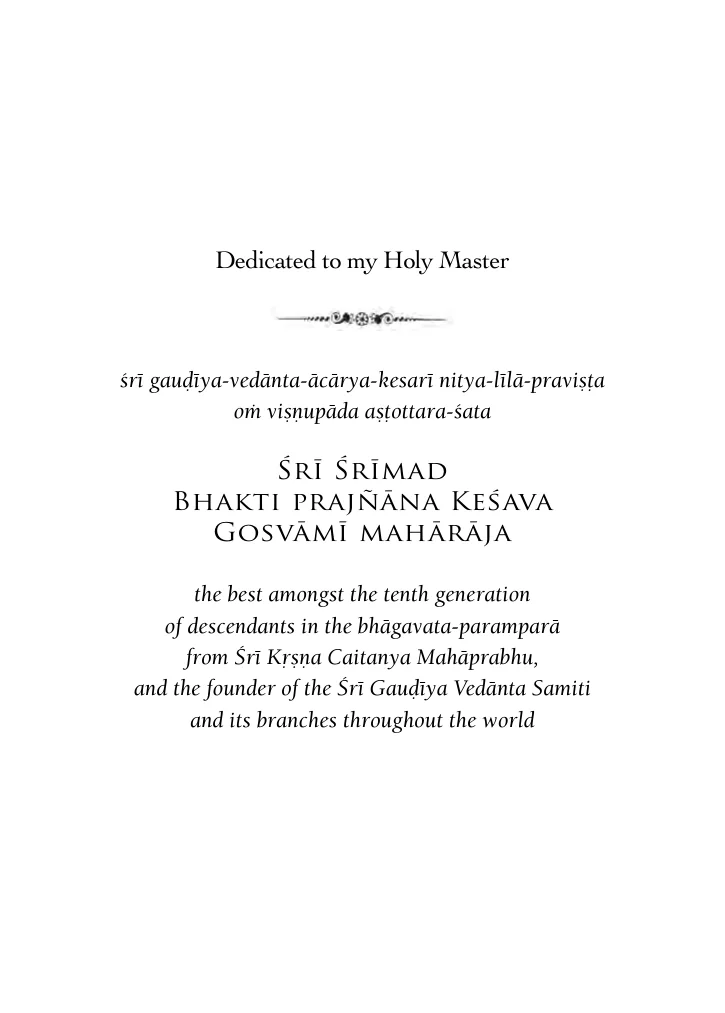 Dedicated to my Holy Master
śrī gauḍīya-vedānta-ācārya-kesarī nitya-līlā-praviṣṭa
oṁ viṣṇupāda aṣṭottara-śata
Śrī Śrīmad
Bhakti prajñāna Keśava
Gosvāmī mahārāja
the best amongst the tenth generation
of descendants in the bhāgavata-paramparā
from Śrī Kṛṣṇa Caitanya Mahāprabhu,
and the founder of the Śrī Gauḍīya Vedānta Samiti
and its branches throughout the world